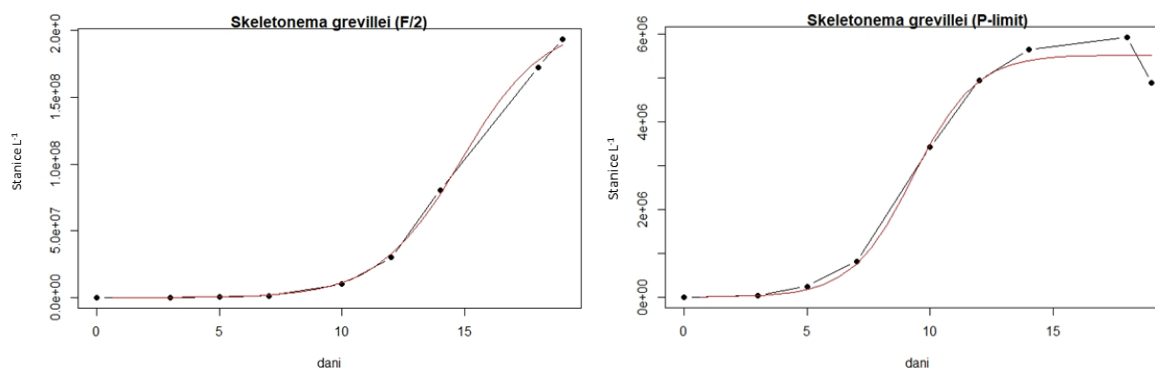 Skeletonema grevillei (F/2)
Stanice L-1
0.0e+00 5.0e+07 1.0e+08 1.5e+08 2.0e+0
0 5 10 15
dani
Skeletonema grevillei (P-limit)
Stanice L-1
0e+00 2e+06 4e+06 6e+06
0 5 10 15
dani